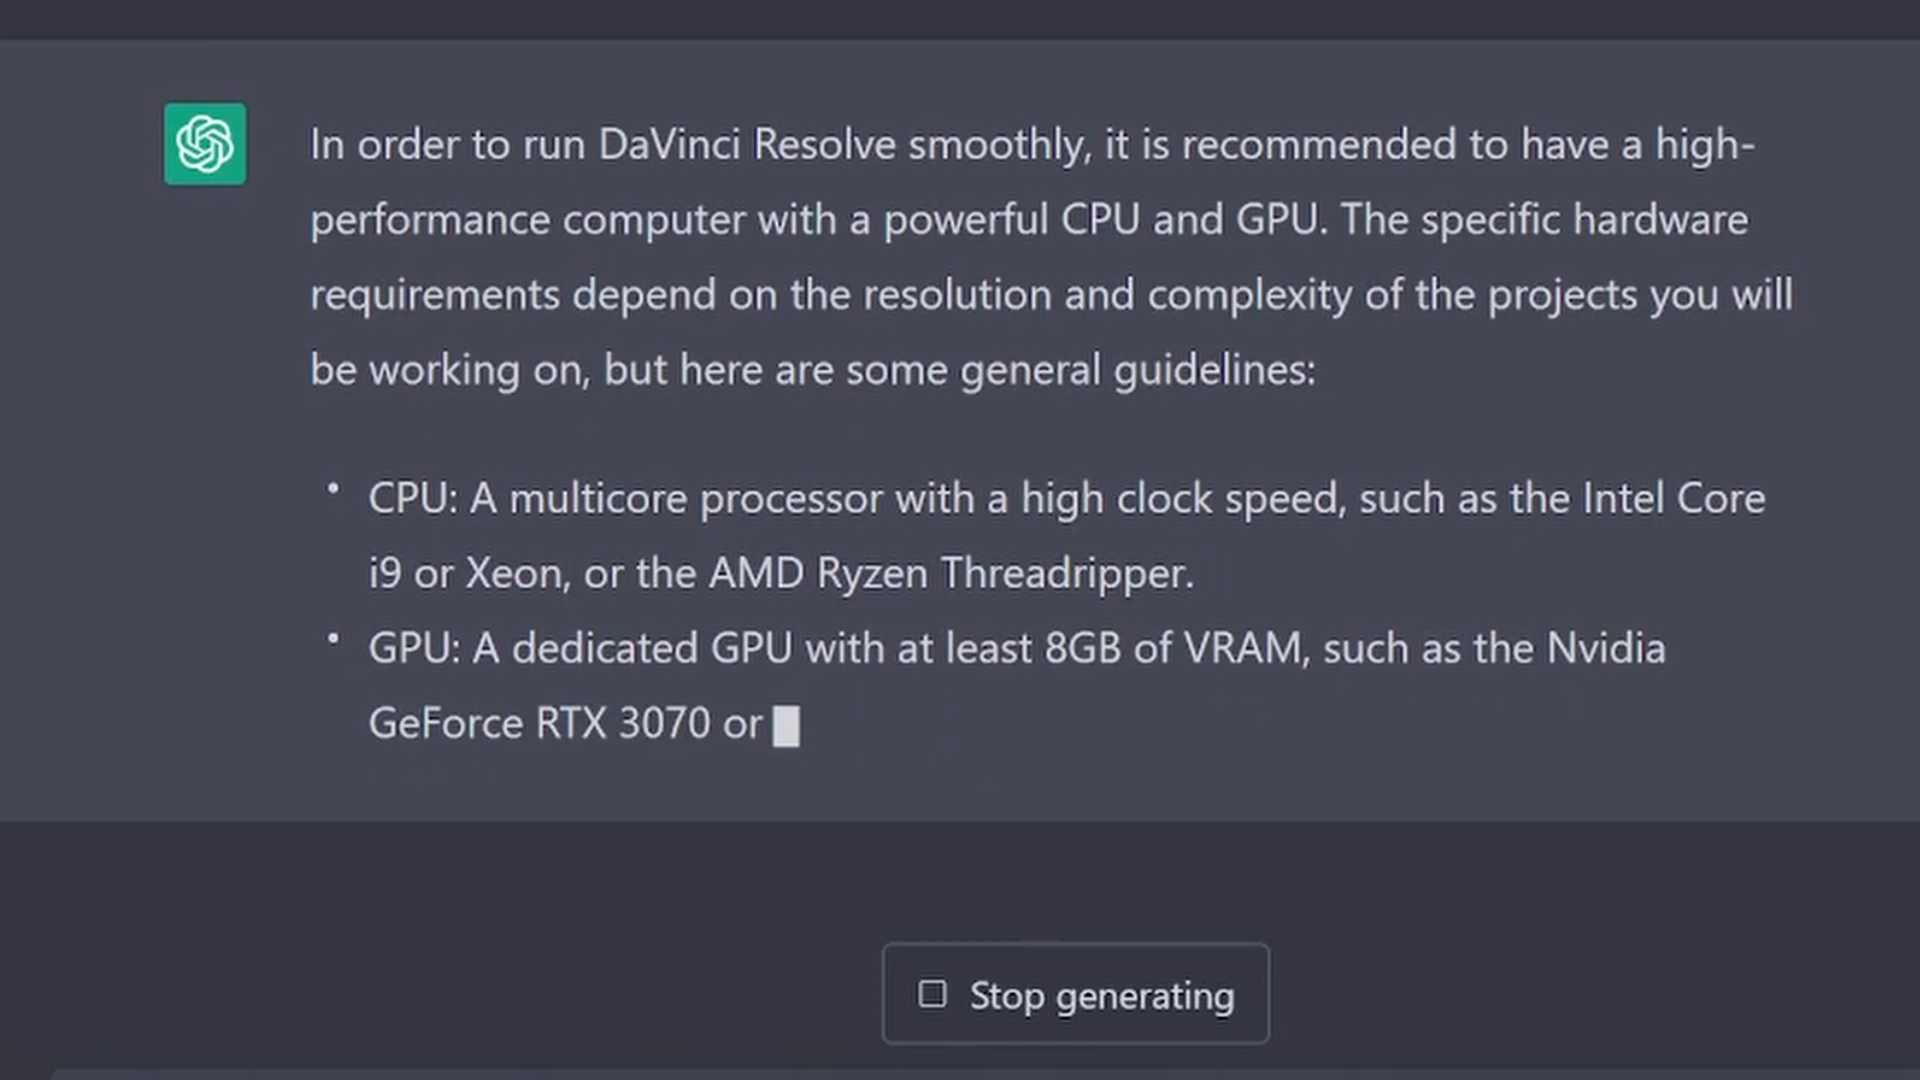 In order to run DaVinci Resolve smoothly, it is recommended to have a high-
performance computer with a powerful CPU and GPU. The specific hardware
requirements depend on the resolution and complexity of the projects you will
be working on, but here are some general guidelines:
• CPU: A multicore processor with a high clock speed, such as the Intel Core
i9 or Xeon, or the AMD Ryzen Threadripper.
• GPU: A dedicated GPU with at least 8GB of VRAM, such as the Nvidia
GeForce RTX 3070 or
Stop generating